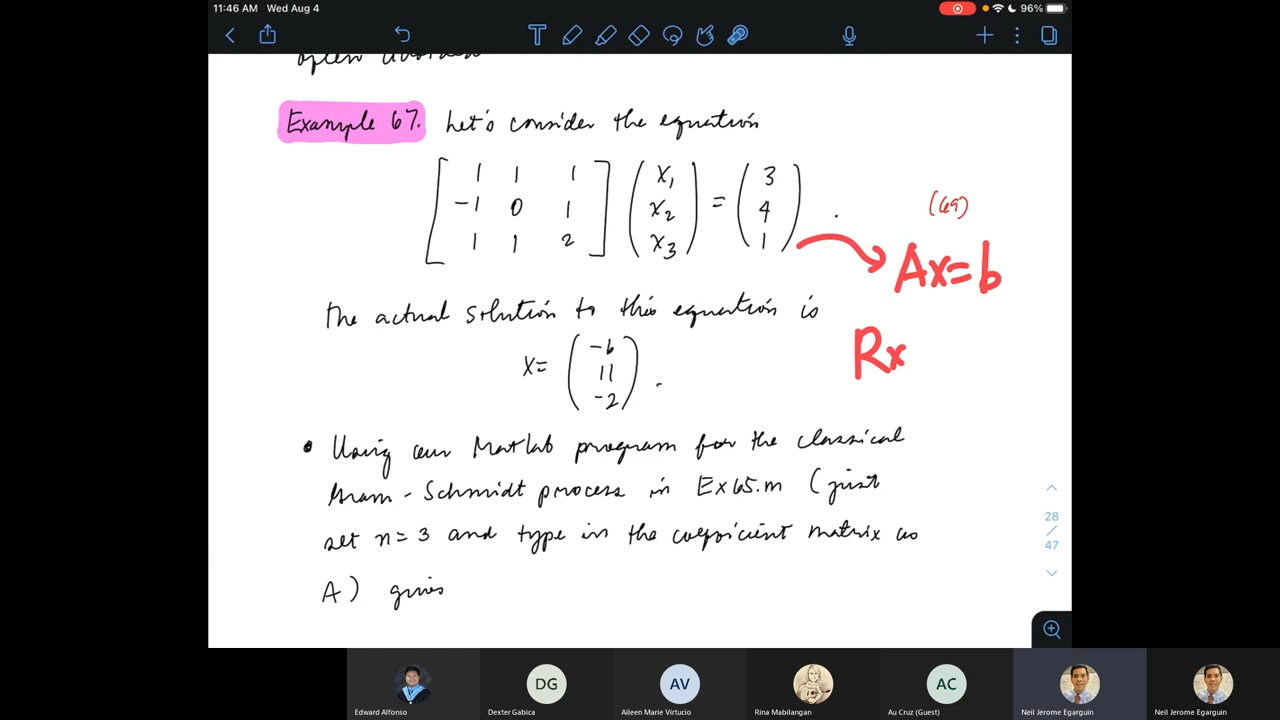 11:46 AM Wed Aug 4
96%
often avoided
Example 67. Let's consider the equation
1 1 1
-1 0 1
1 1 2
x1
x2
x3
=
3
4
1
.
(69)
Ax=b
The actual solution to this equation is
X=
-6
11
-2
.
Rx
• Using our Matlab program for the classical
Gram-Schmidt process in Ex65.m (just
set n=3 and type in the coefficient matrix as
A) gives
28
/
47
DG
AV
AC
Edward Alfonso
Dexter Gabica
Aileen Marie Virtucio
Rina Mabilangan
Au Cruz (Guest)
Neil Jerome Egarguin
Neil Jerome Egarguin